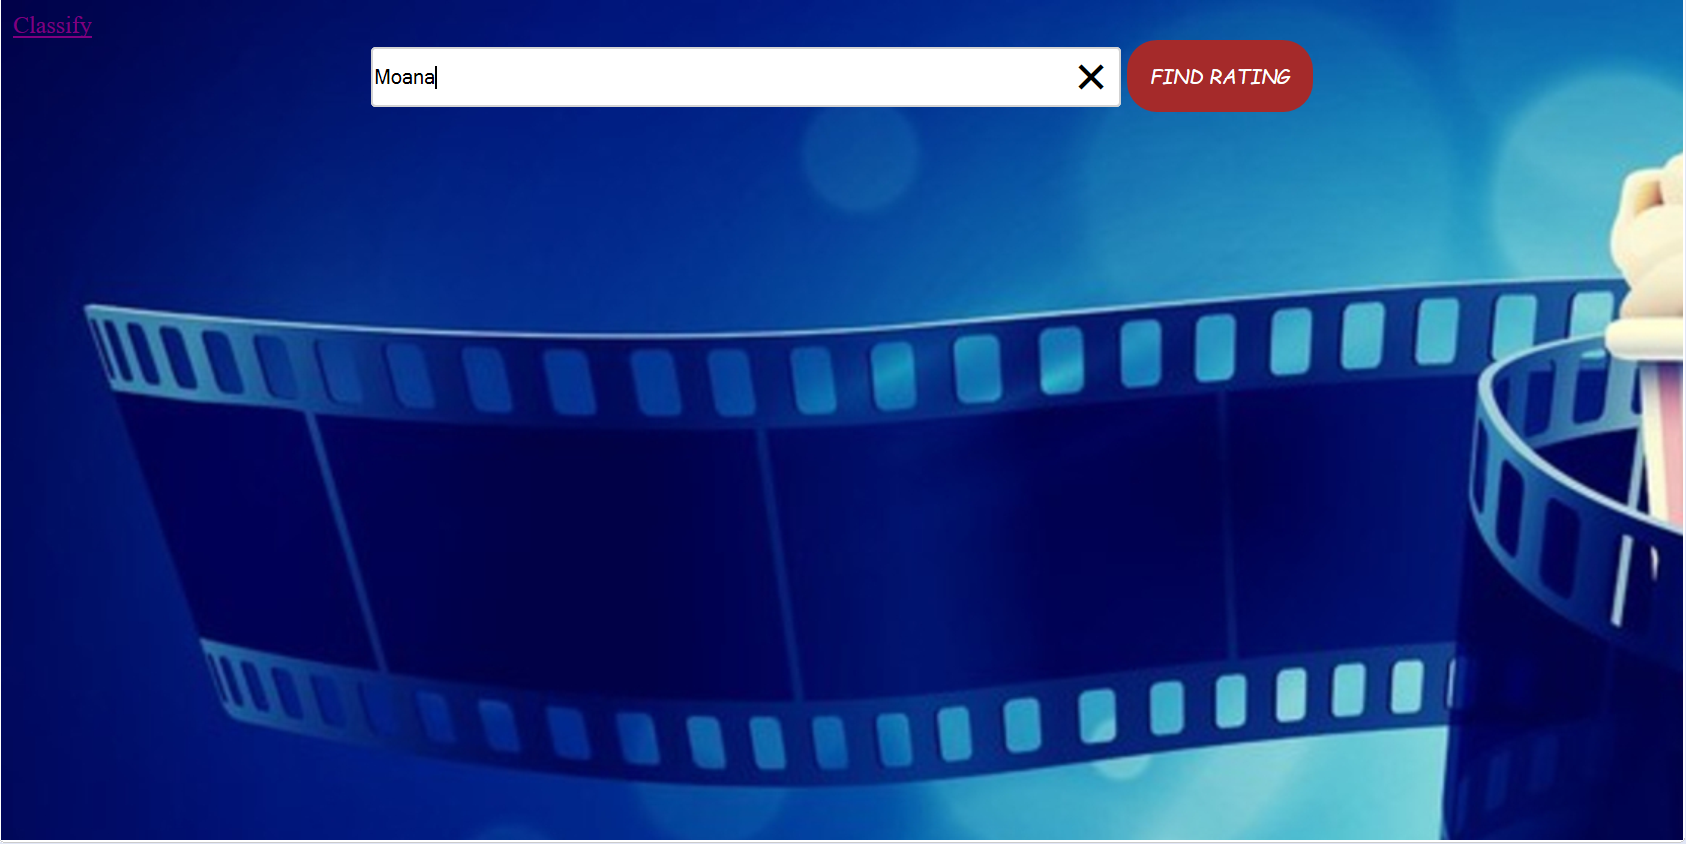 Classify
Moana
FIND RATING